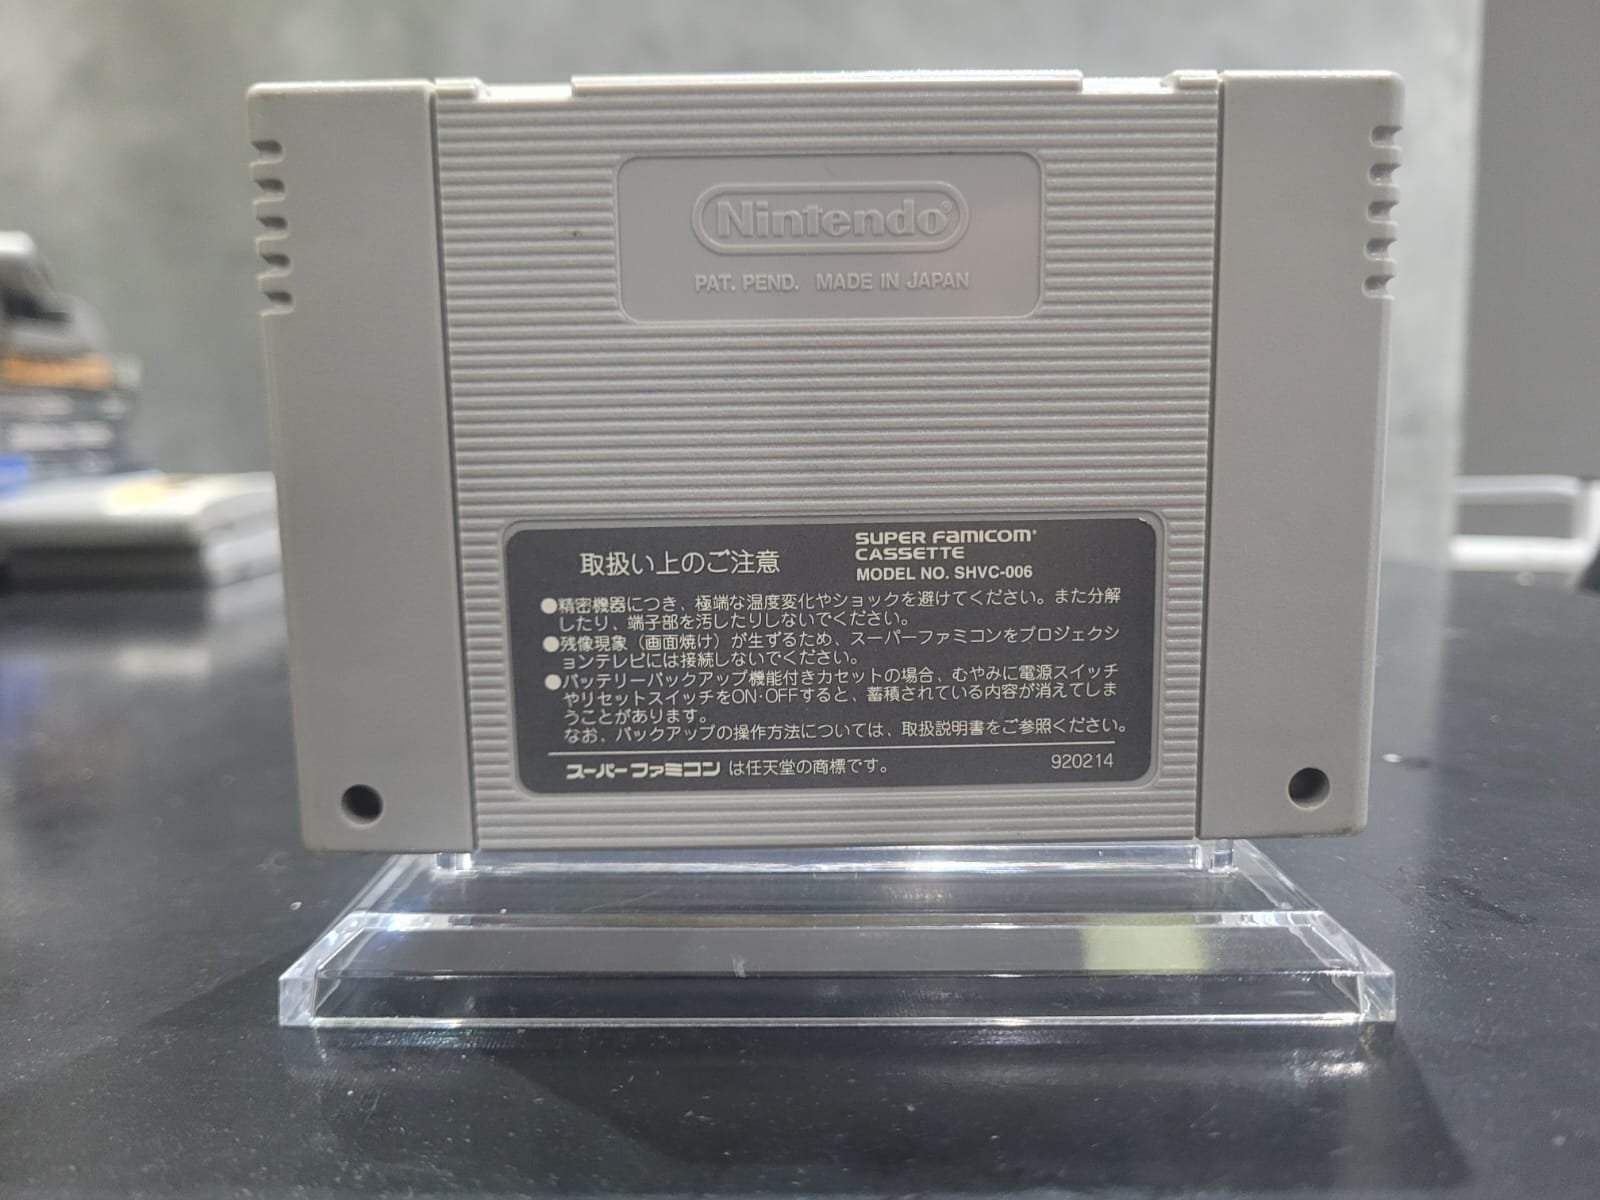 Nintendo®
PAT. PEND. MADE IN JAPAN
取扱い上のご注意
SUPER FAMICOM
CASSETTE
MODEL NO. SHVC-006
●精密機器につき、極端な温度変化やショックを避けてください。また分解
したり、端子部を汚したりしないでください。
●残像現象（画面焼け）が生ずるため、スーパーファミコンをプロジェクシ
ョンテレビには接続しないでください。
●バッテリーバックアップ機能付きカセットの場合、むやみに電源スイッチ
やリセットスイッチをON·OFFすると、蓄積されている内容が消えてしま
うことがあります。
なお、バックアップの操作方法については、取扱説明書をご参照ください。
スーパーファミコン は任天堂の商標です。
920214